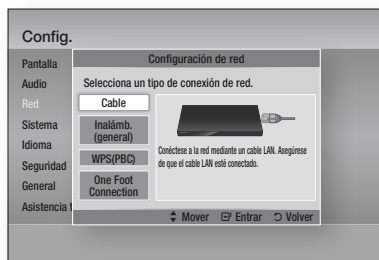 Config.
Pantalla
Audio
Red
Sistema
Idioma
Seguridad
General
Asistencia
Configuración de red
Selecciona un tipo de conexión de red.
Cable
Inalámb.
(general)
WPS(PBC)
One Foot
Connection
Conéctese a la red mediante un cable LAN. Asegúrese
de que el cable LAN esté conectado.
Mover Entrar Volver